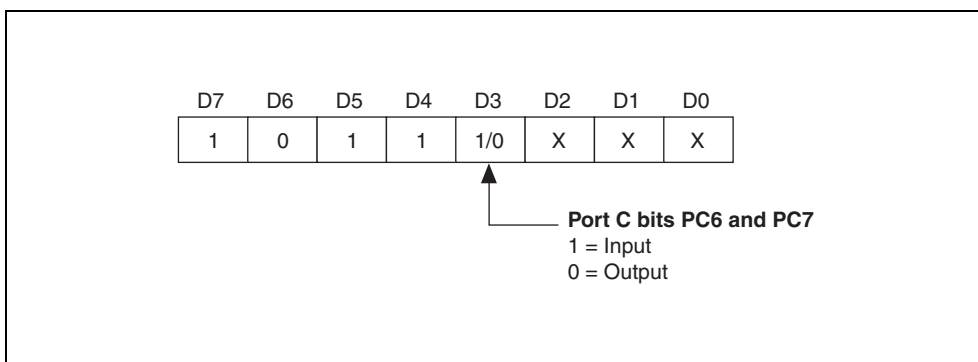 D7 D6 D5 D4 D3 D2 D1 D0
1 0 1 1 1/0 X X X
Port C bits PC6 and PC7
1 = Input
0 = Output